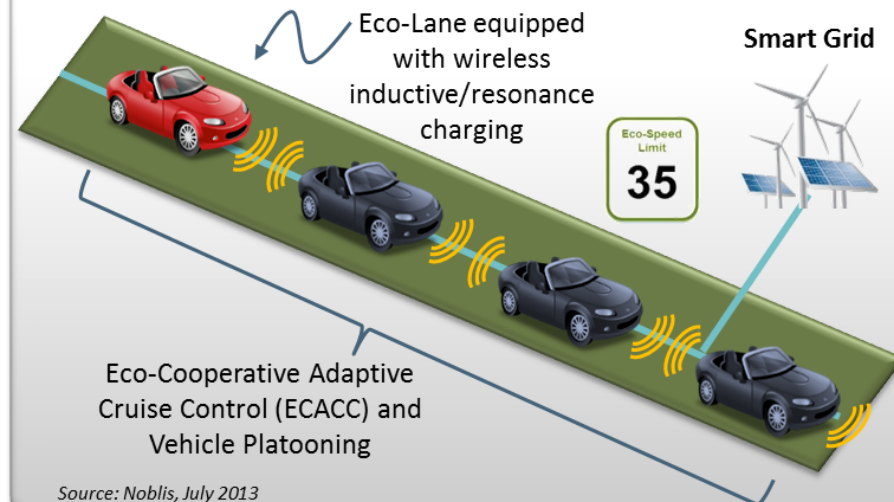 Eco-Lane equipped
with wireless
inductive/resonance
charging
Smart Grid
Eco-Speed
Limit
35
Eco-Cooperative Adaptive
Cruise Control (ECACC) and
Vehicle Platooning
Source: Noblis, July 2013